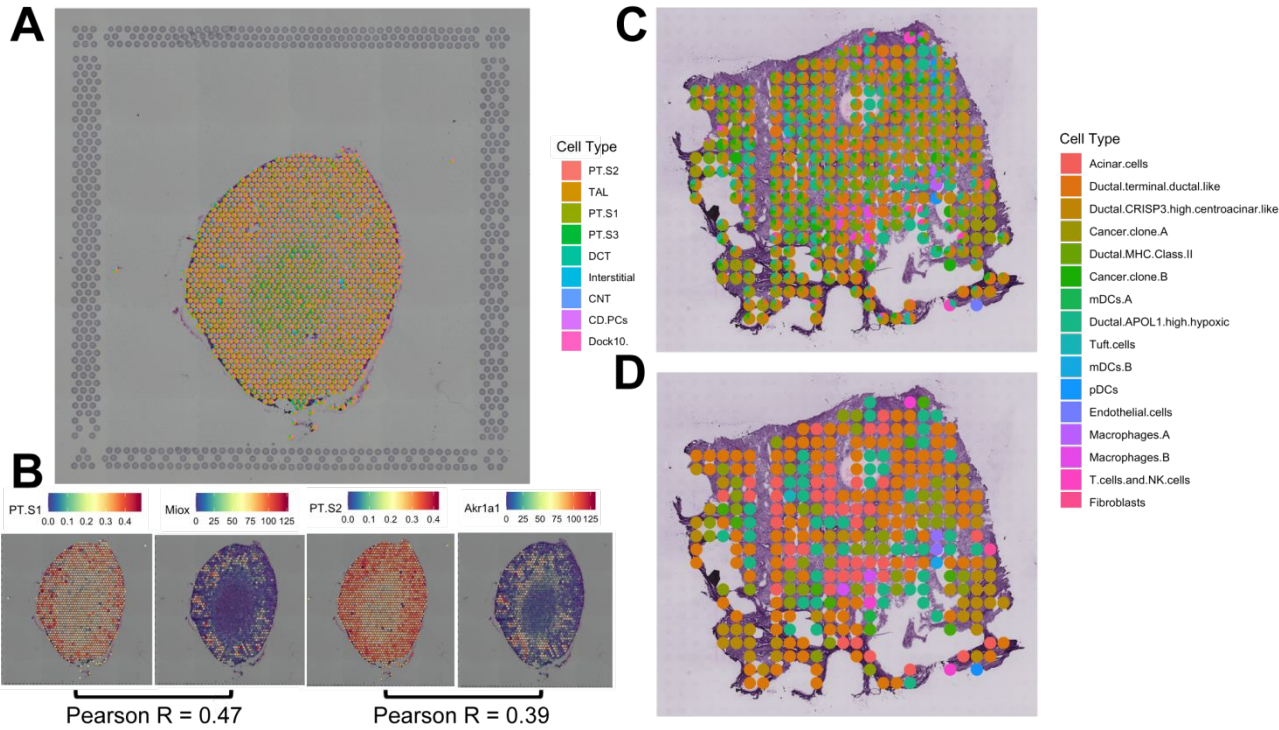 A
Cell Type
PT.S2
TAL
PT.S1
PT.S3
DCT
Interstitial
CNT
CD.PCs
Dock10.
B
PT.S1
0.0 0.1 0.2 0.3 0.4
Miox
0 25 50 75 100 125
PT.S2
0.0 0.1 0.2 0.3 0.4
Akr1a1
0 25 50 75 100 125
Pearson R = 0.47
Pearson R = 0.39
C
D
Cell Type
Acinar.cells
Ductal.terminal.ductal.like
Ductal.CRISP3.high.centroacinar.like
Cancer.clone.A
Ductal.MHC.Class.II
Cancer.clone.B
mDCs.A
Ductal.APOL1.high.hypoxic
Tuft.cells
mDCs.B
pDCs
Endothelial.cells
Macrophages.A
Macrophages.B
T.cells.and.NK.cells
Fibroblasts